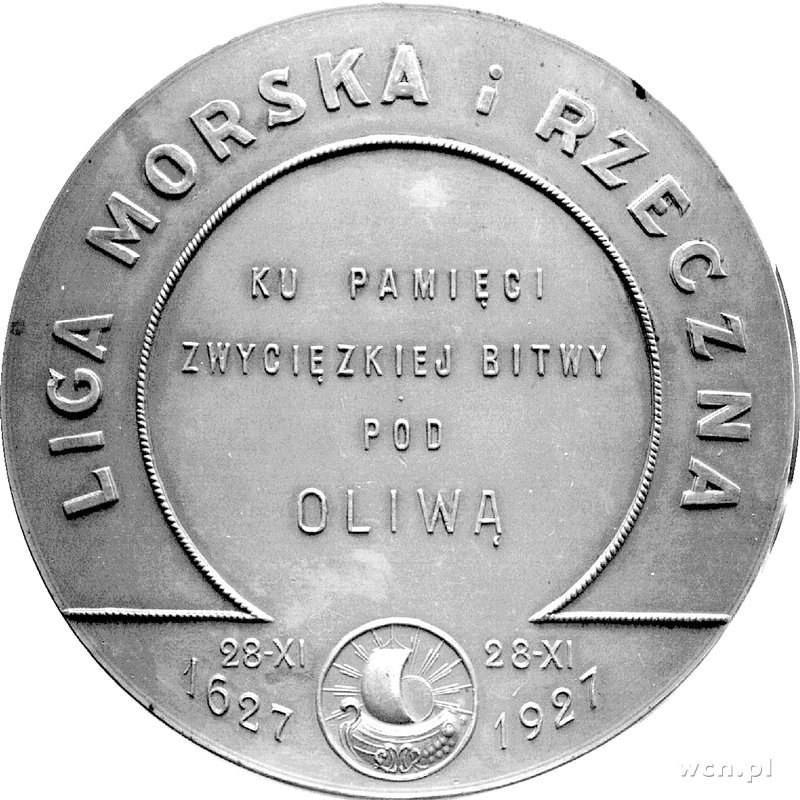 LIGA MORSKA i RZECZNA
KU PAMIĘCI
ZWYCIĘZKIEJ BITWY
POD
OLIWĄ
28-XI 28-XI
1627 1927
wcn.pl